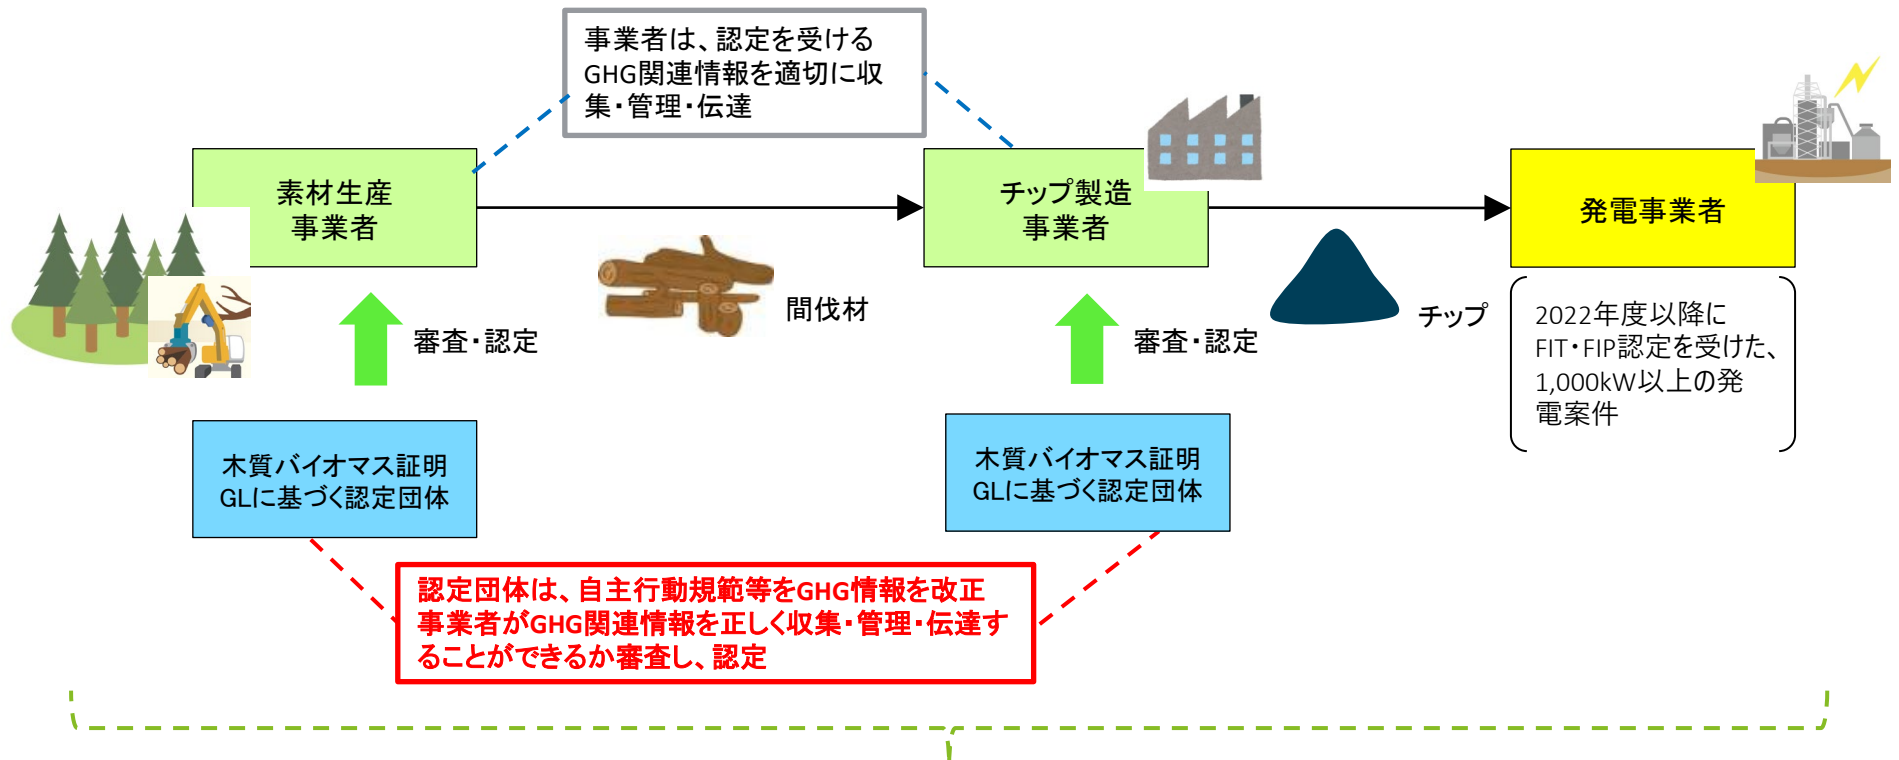 事業者は、認定を受ける
GHG関連情報を適切に収
集・管理・伝達
素材生産
事業者
チップ製造
事業者
発電事業者
間伐材
チップ
審査・認定
審査・認定
2022年度以降に
FIT・FIP認定を受けた、
1,000kW以上の発
電案件
木質バイオマス証明
GLに基づく認定団体
木質バイオマス証明
GLに基づく認定団体
認定団体は、自主行動規範等をGHG情報を改正
事業者がGHG関連情報を正しく収集・管理・伝達す
ることができるか審査し、認定